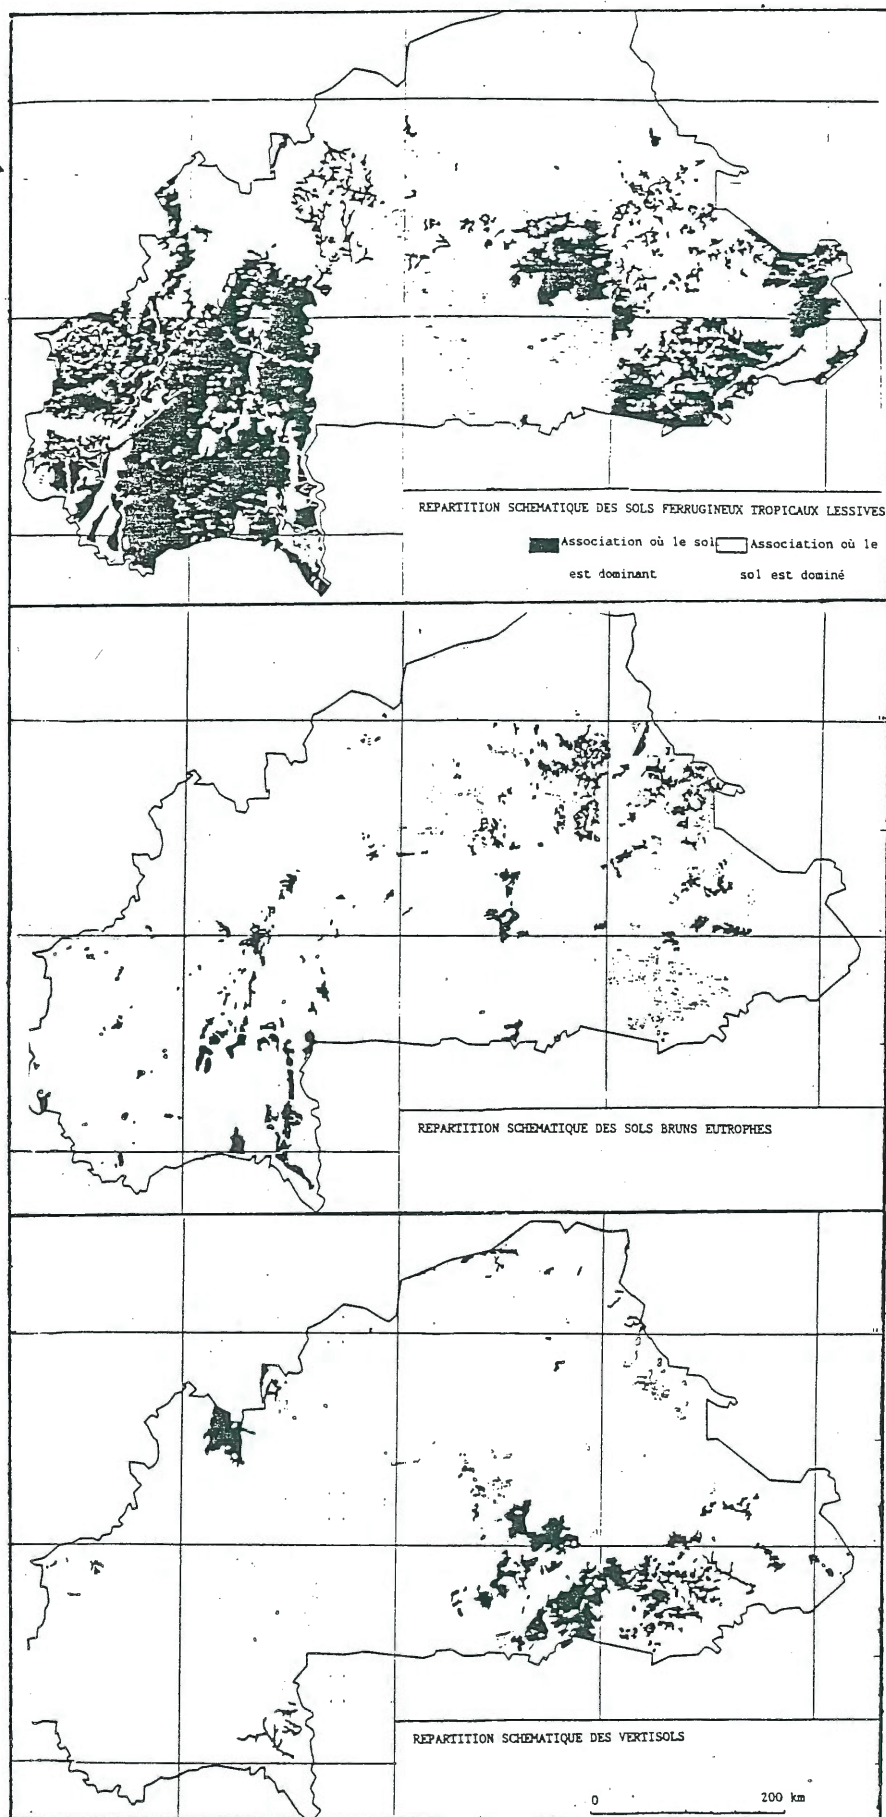 REPARTITION SCHEMATIQUE DES SOLS FERRUGINEUX TROPICAUX LESSIVES
Association où le sol
est dominant
Association où le
sol est dominé
REPARTITION SCHEMATIQUE DES SOLS BRUNS EUTROPHES
REPARTITION SCHEMATIQUE DES VERTISOLS
0 200 km